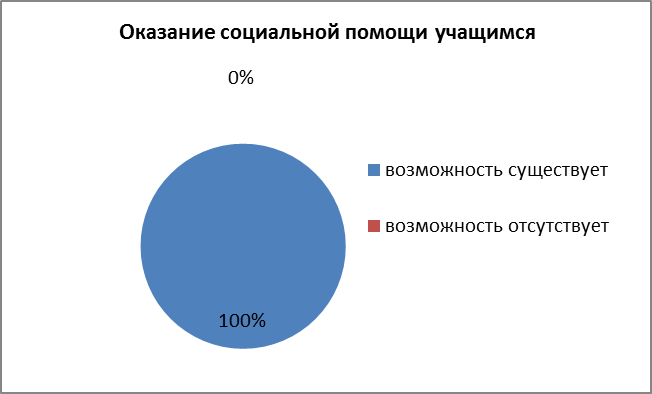 Оказание социальной помощи учащимся
0%
возможность существует
возможность отсутствует
100%